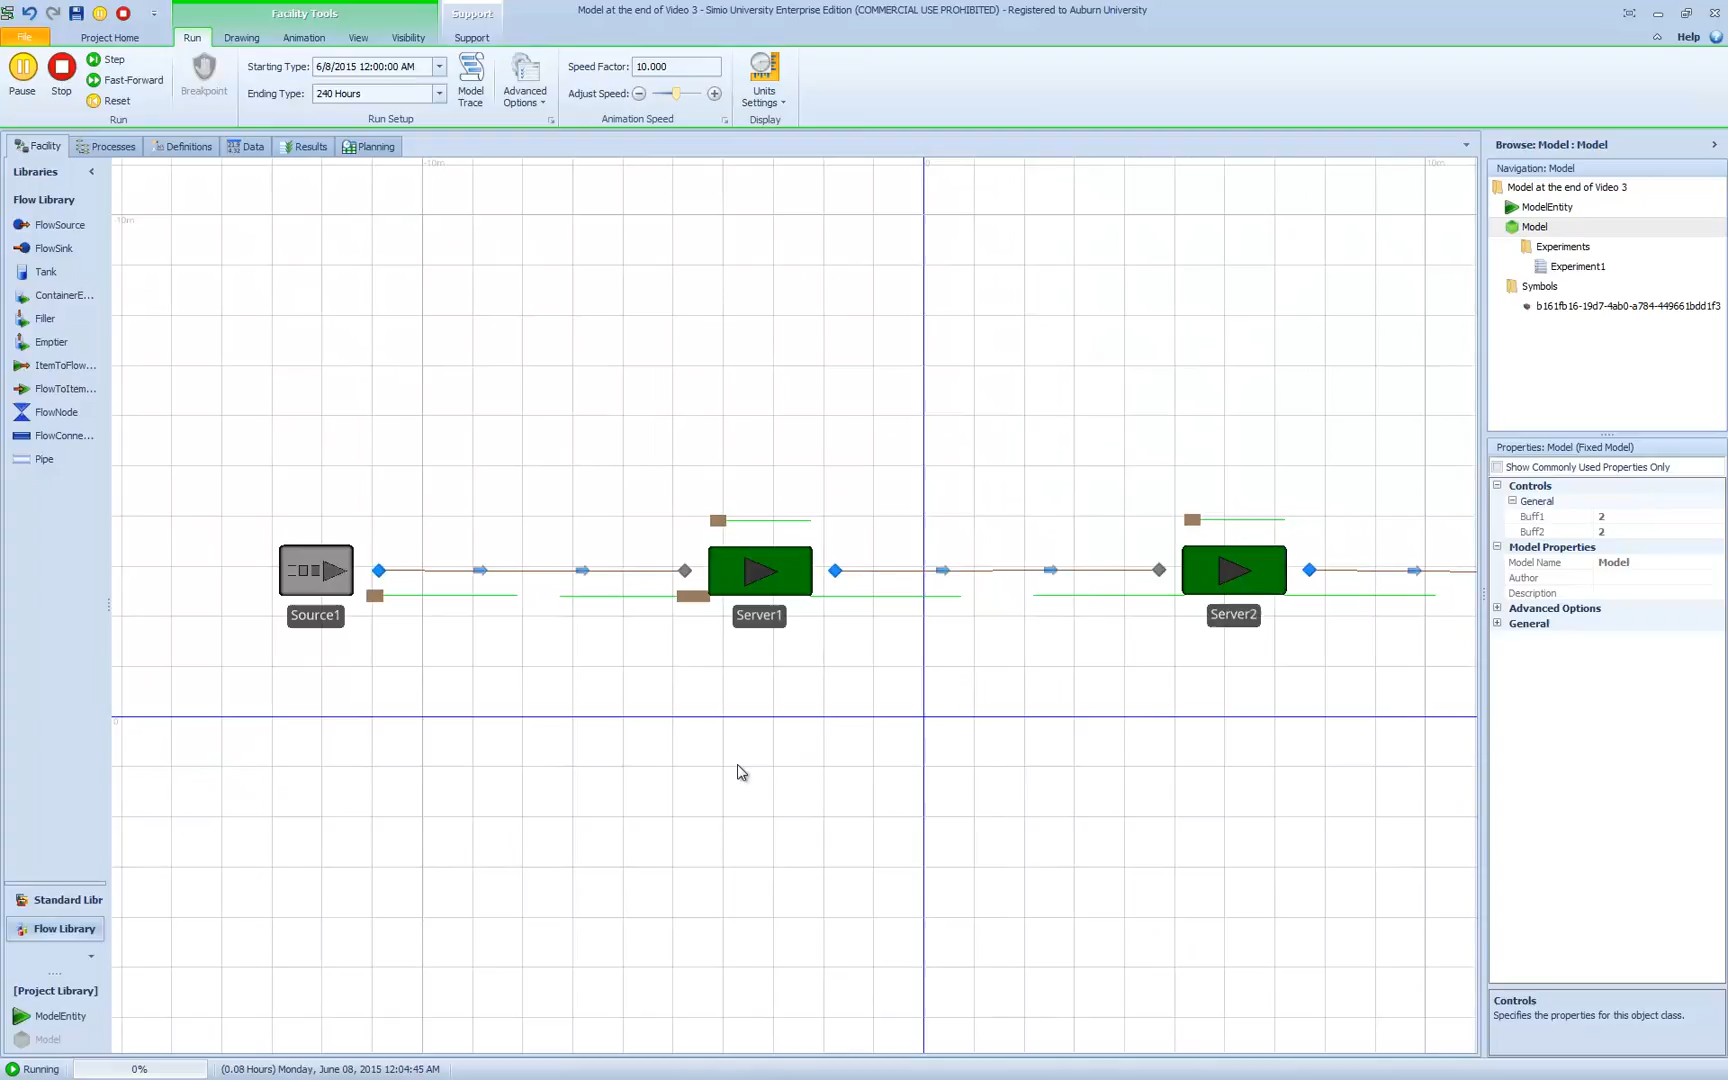 Facility Tools
Support
Model at the end of Video 3 - Simio University Enterprise Edition (COMMERCIAL USE PROHIBITED) - Registered to Auburn University
File
Project Home
Run
Drawing
Animation
View
Visibility
Support
Help
Pause
Stop
Step
Fast-Forward
Reset
Run
Breakpoint
Starting Type: 6/8/2015 12:00:00 AM
Ending Type: 240 Hours
Run Setup
Model Trace
Advanced Options
Speed Factor: 10.000
Adjust Speed:
Animation Speed
Units Settings
Display
Facility
Processes
Definitions
Data
Results
Planning
Libraries
Flow Library
FlowSource
FlowSink
Tank
ContainerE...
Filler
Emptier
ItemToFlow...
FlowToItem...
FlowNode
FlowConne...
Pipe
Standard Libr
Flow Library
[Project Library]
ModelEntity
Model
-10m
0
10m
-10m
0
Source1
Server1
Server2
Browse: Model : Model
Navigation: Model
Model at the end of Video 3
ModelEntity
Model
Experiments
Experiment1
Symbols
b161fb16-19d7-4ab0-a784-449661bdd1f3
Properties: Model (Fixed Model)
Show Commonly Used Properties Only
Controls
General
Buff1 2
Buff2 2
Model Properties
Model Name Model
Author
Description
Advanced Options
General
Controls
Specifies the properties for this object class.
Running
0%
(0.08 Hours) Monday, June 08, 2015 12:04:45 AM